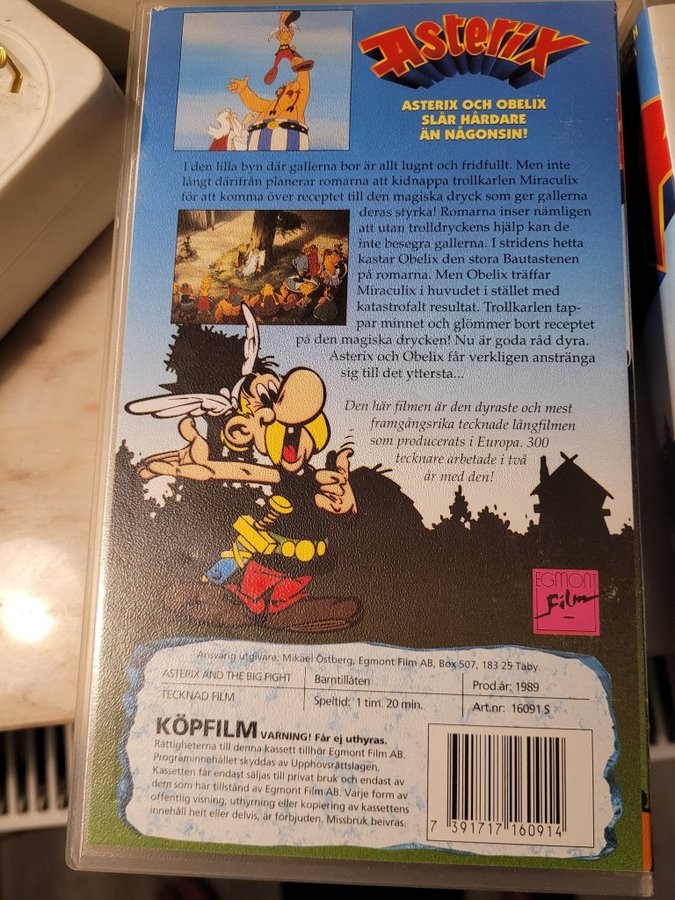 Asterix
ASTERIX OCH OBELIX
SLÅR HÅRDARE
ÄN NÅGONSIN!
I den lilla byn där gallerna bor är allt lugnt och fridfullt. Men inte
långt därifrån planerar romarna att kidnappa trollkarlen Miraculix
för att komma över receptet till den magiska dryck som ger gallerna
deras styrka! Romarna inser nämligen
att utan trolldryckens hjälp kan de
inte besegra gallerna. I stridens hetta
kastar Obelix den stora Bautastenen
på romarna. Men Obelix träffar
Miraculix i huvudet i stället med
katastrofalt resultat. Trollkarlen tap-
par minnet och glömmer bort receptet
på den magiska drycken! Nu är goda råd dyra.
Asterix och Obelix får verkligen anstränga
sig till det yttersta...
Den här filmen är den dyraste och mest
framgångsrika tecknade långfilmen
som producerats i Europa. 300
tecknare arbetade i två
år med den!
EGMONT
Film
Ansvarig utgivare: Mikael Östberg, Egmont Film AB, Box 507, 183 25 Täby.
ASTERIX AND THE BIG FIGHT Barntillåten Prod.år: 1989
TECKNAD FILM Speltid: 1 tim. 20 min. Art.nr: 16091 S
KÖPFILM VARNING! Får ej uthyras.
Rättigheterna till denna kassett tillhör Egmont Film AB.
Programinnehållet skyddas av Upphovsrättslagen.
Kassetten får endast säljas till privat bruk och endast av
dem som har tillstånd av Egmont Film AB. Varje form av
offentlig visning, uthyrning eller kopiering av kassettens
innehåll helt eller delvis, är förbjuden. Missbruk beivras.
7 391717 160914